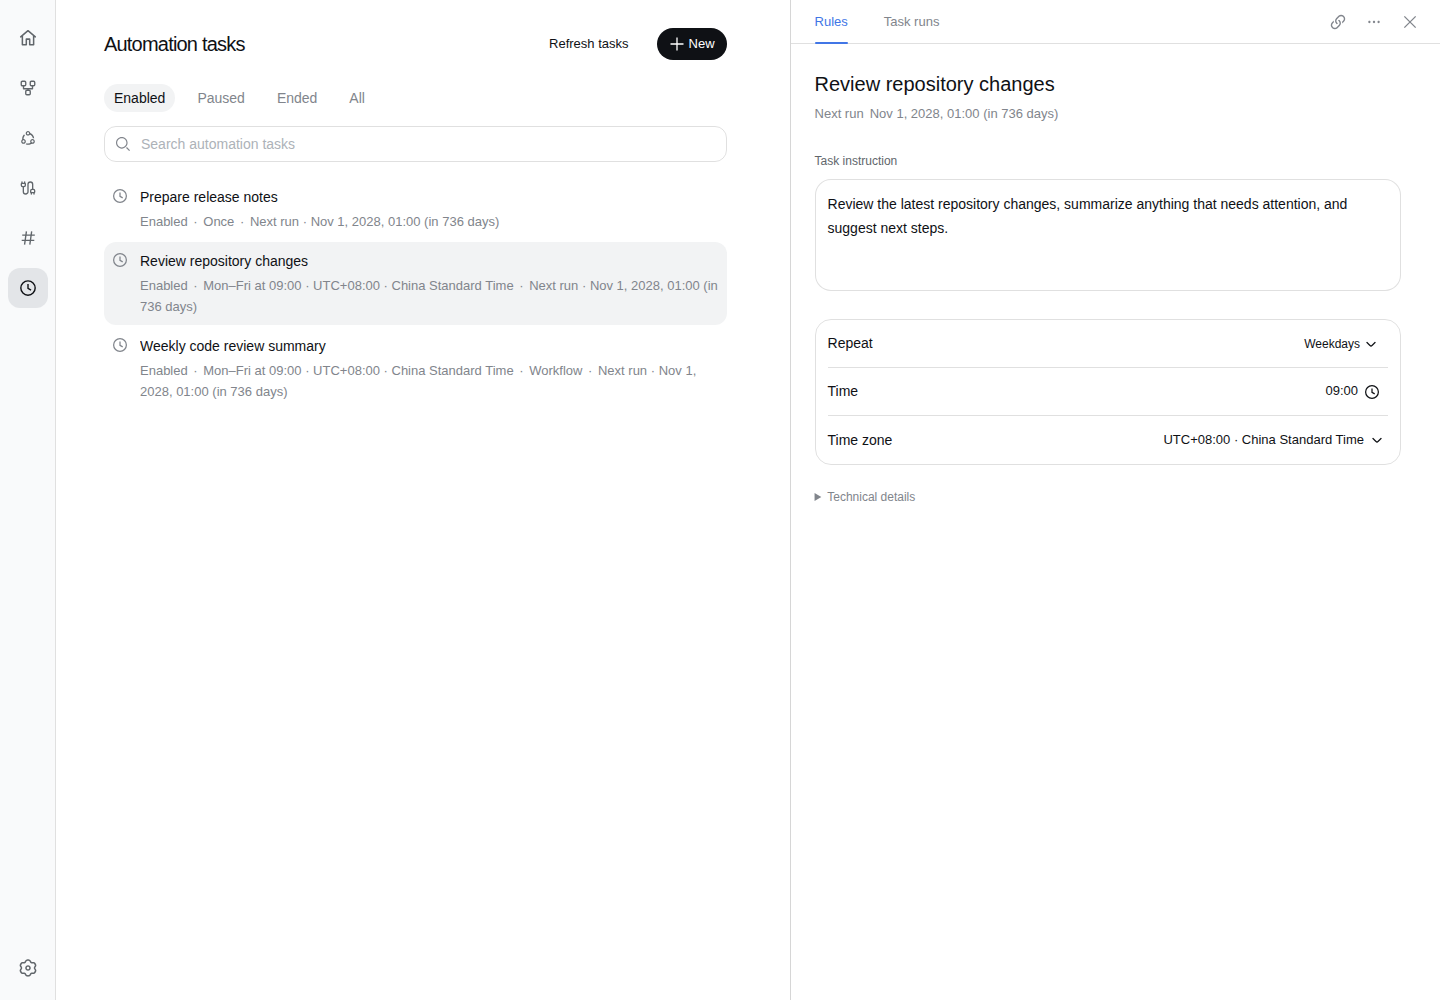 Automation tasks
Refresh tasks
New
Enabled
Paused
Ended
All
Search automation tasks
Prepare release notes
Enabled · Once · Next run · Nov 1, 2028, 01:00 (in 736 days)
Review repository changes
Enabled · Mon–Fri at 09:00 · UTC+08:00 · China Standard Time · Next run · Nov 1, 2028, 01:00 (in
736 days)
Weekly code review summary
Enabled · Mon–Fri at 09:00 · UTC+08:00 · China Standard Time · Workflow · Next run · Nov 1,
2028, 01:00 (in 736 days)
Rules
Task runs
Review repository changes
Next run Nov 1, 2028, 01:00 (in 736 days)
Task instruction
Review the latest repository changes, summarize anything that needs attention, and
suggest next steps.
Repeat
Weekdays
Time
09:00
Time zone
UTC+08:00 · China Standard Time
Technical details